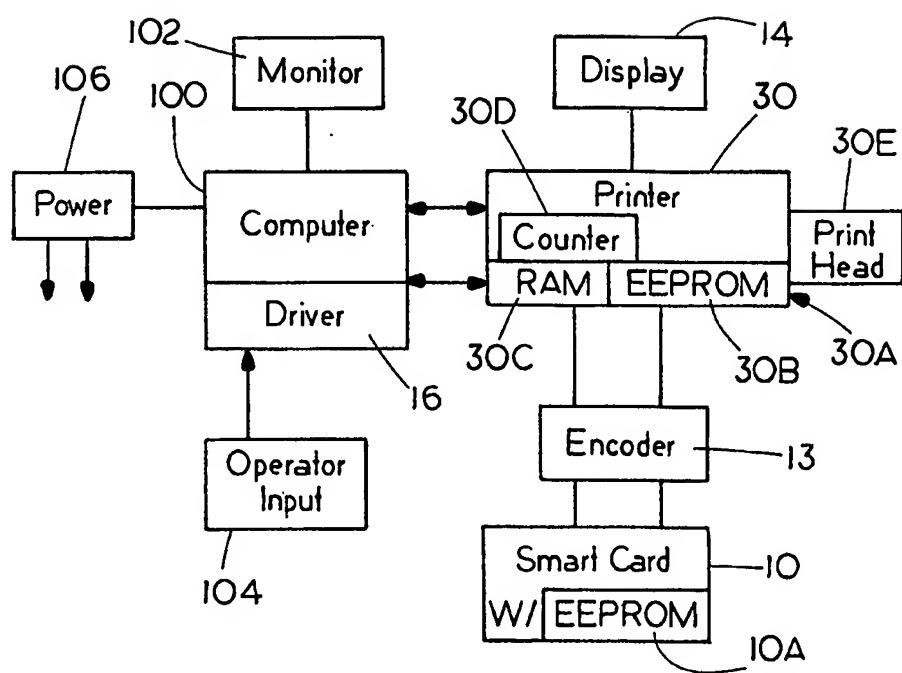 102
Monitor
14
Display
106
100
30D
30
30E
Power
Computer
Printer
Counter
Print
Head
RAM
EEPROM
Driver
30C
30B
30A
16
Operator
Input
Encoder
13
104
Smart Card
10
W/
EEPROM
10A